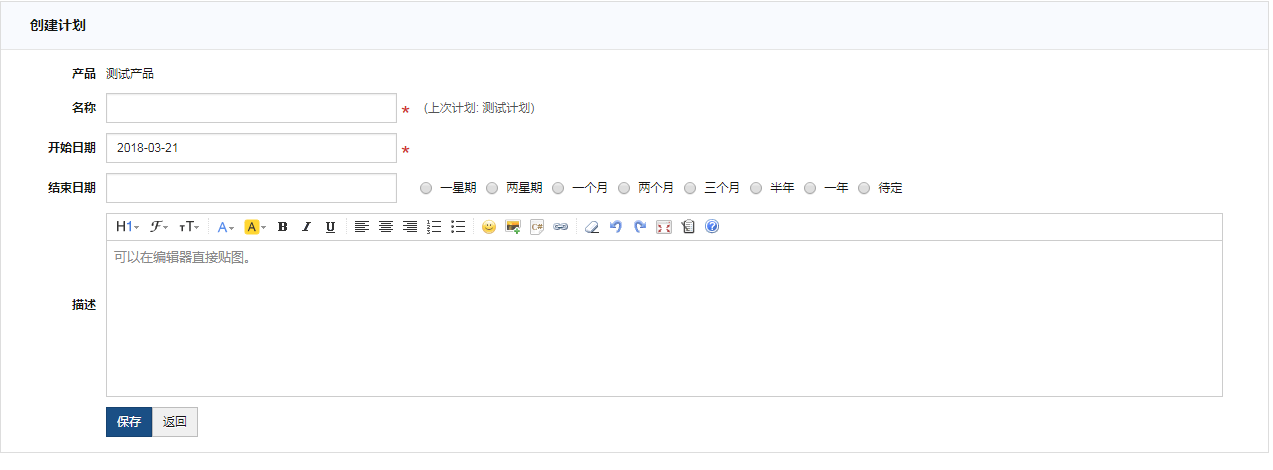 创建计划
产品 测试产品
名称 * (上次计划: 测试计划)
开始日期 2018-03-21 *
结束日期 一星期 两星期 一个月 两个月 三个月 半年 一年 待定
H1 ℱ тT A A B I U C#
可以在编辑器直接贴图。
描述
保存 返回